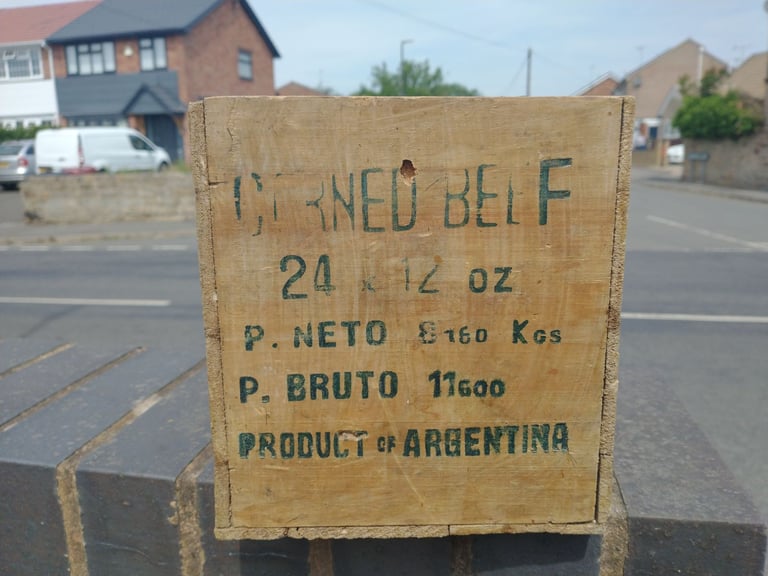 CORNED BEEF
24 x 12 oz
P. NETO 8160 Kgs
P. BRUTO 11600
PRODUCT OF ARGENTINA